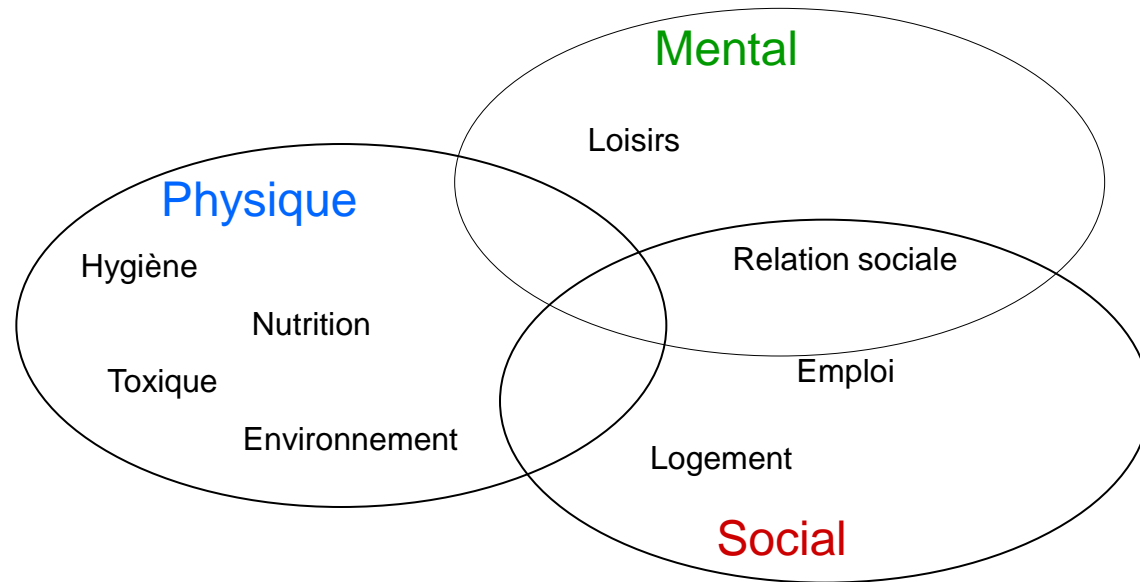 Mental
Loisirs
Physique
Hygiène
Relation sociale
Nutrition
Emploi
Toxique
Environnement
Logement
Social